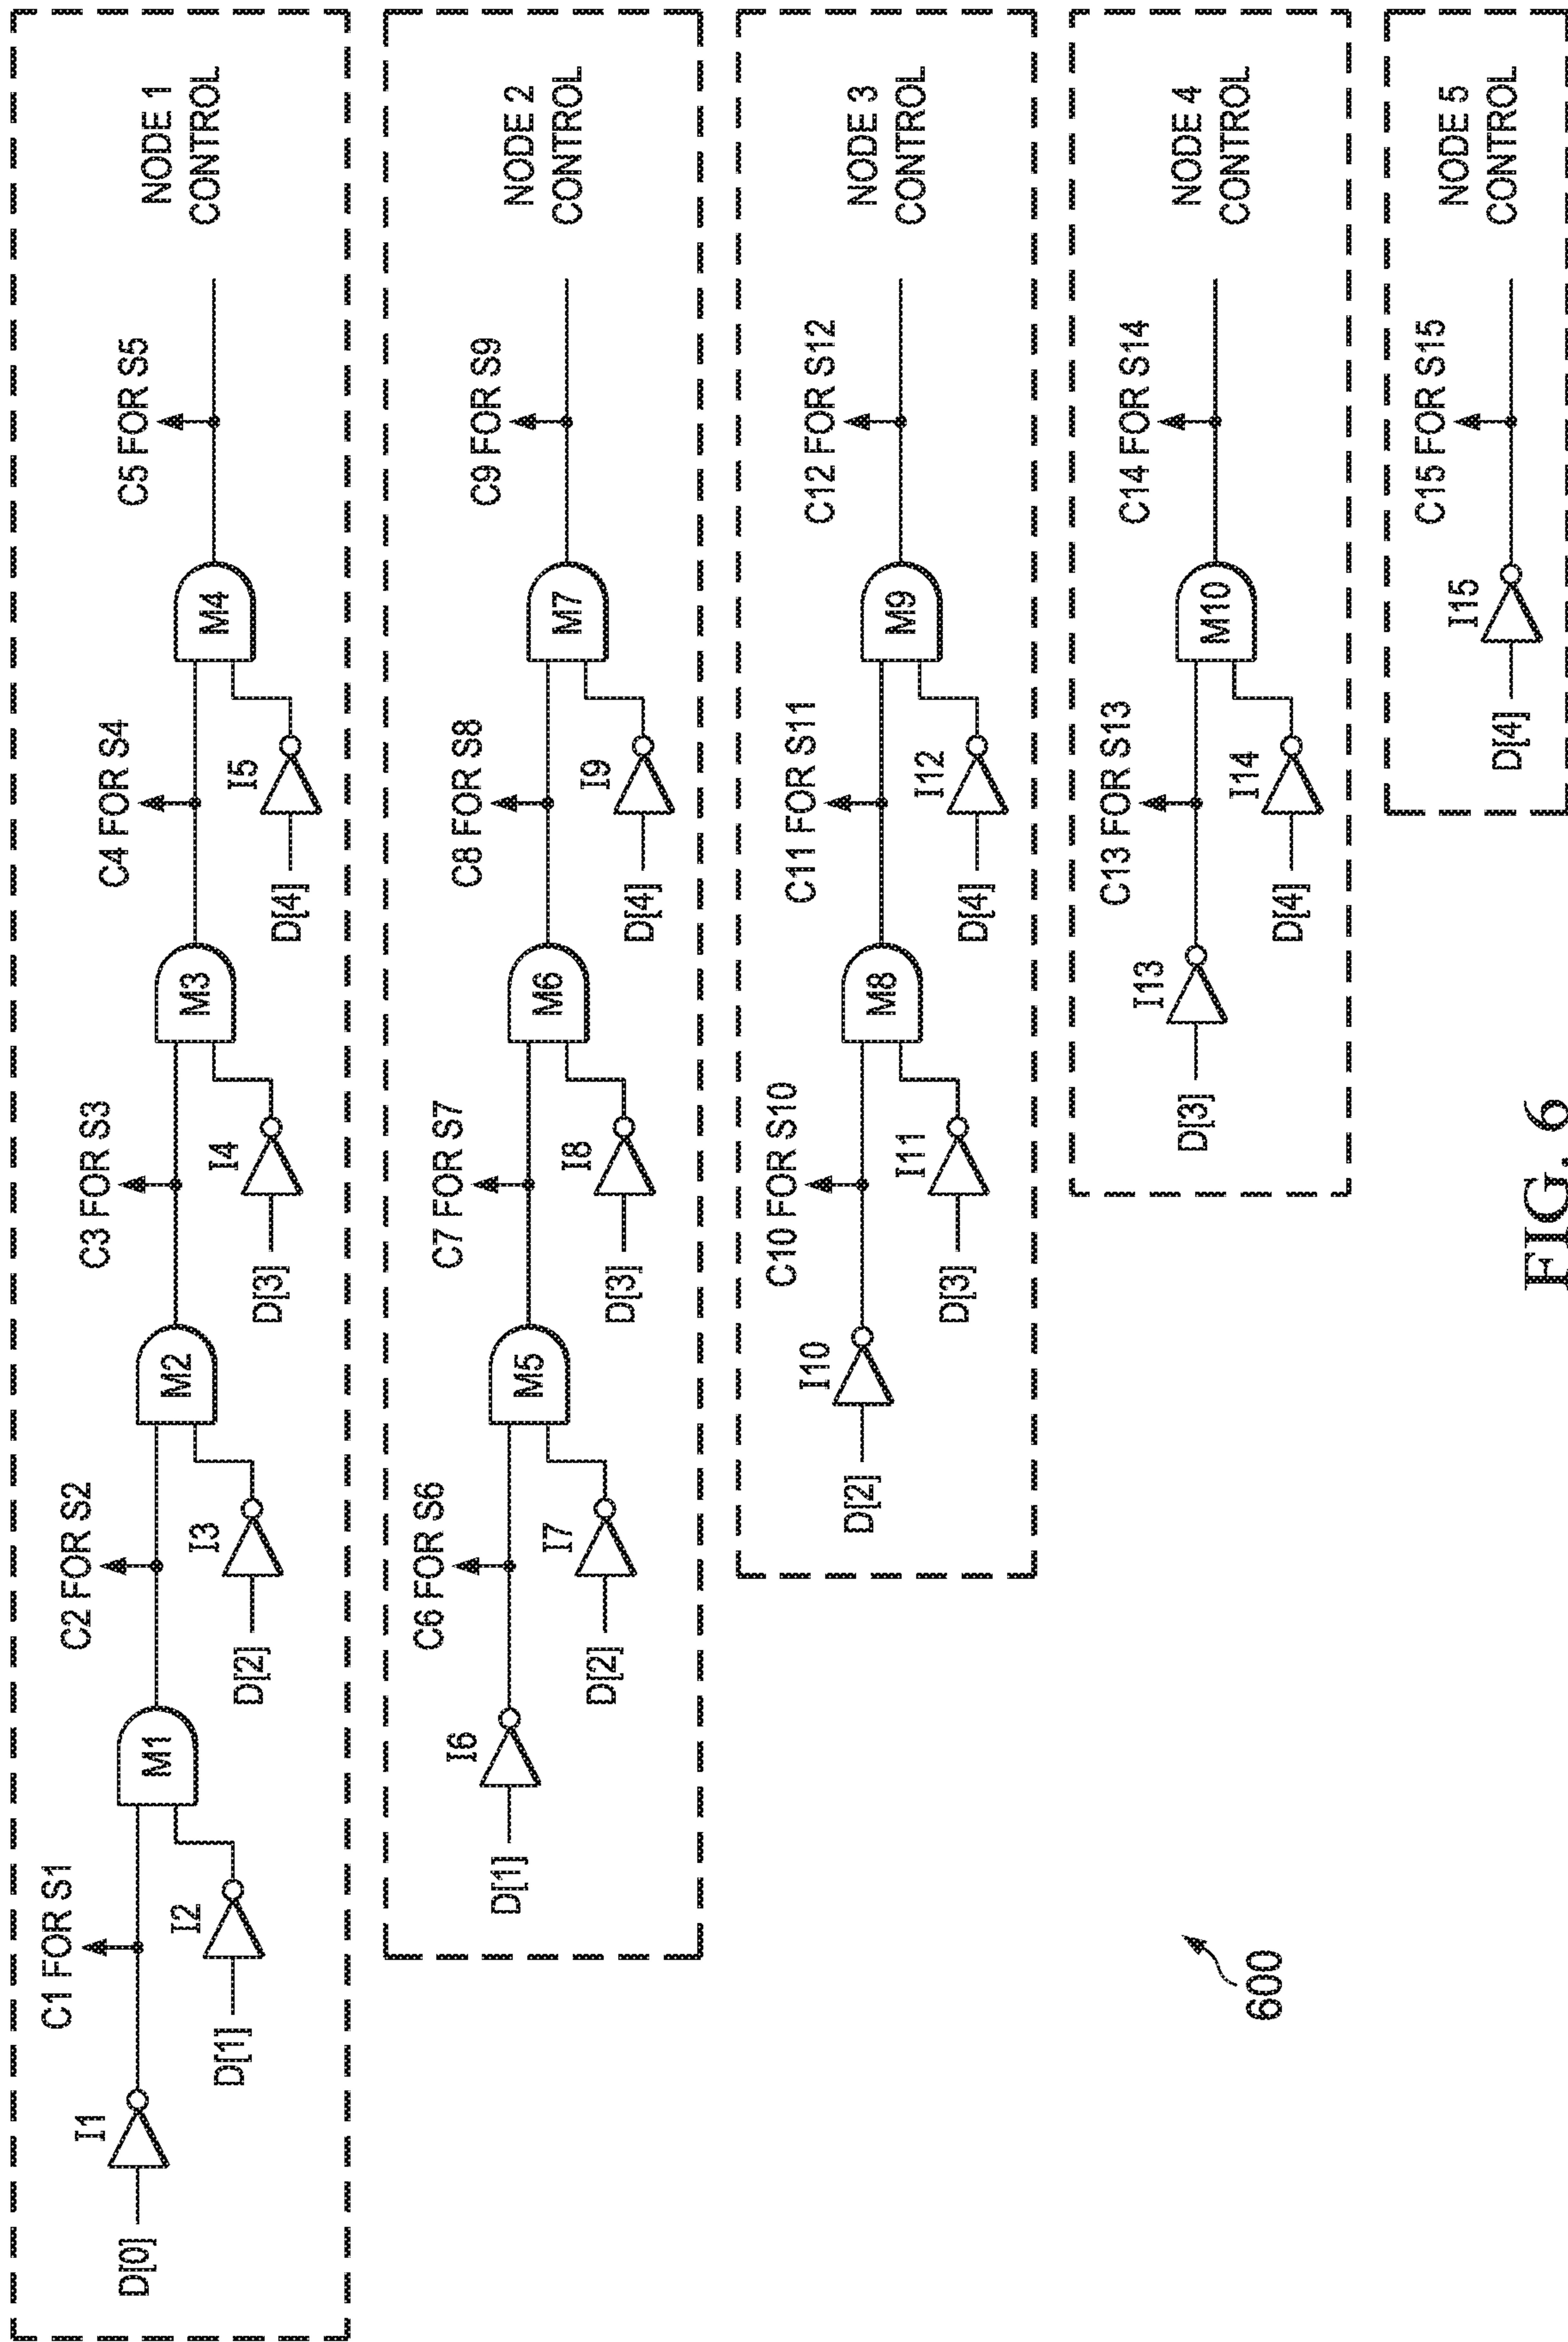 NODE 1
CONTROL
C1 FOR S1
C2 FOR S2
C3 FOR S3
C4 FOR S4
C5 FOR S5
D[0]
I1
D[1]
I2
M1
D[2]
I3
M2
D[3]
I4
M3
D[4]
I5
M4
NODE 2
CONTROL
C6 FOR S6
C7 FOR S7
C8 FOR S8
C9 FOR S9
D[1]
I6
D[2]
I7
M5
D[3]
I8
M6
D[4]
I9
M7
NODE 3
CONTROL
C10 FOR S10
C11 FOR S11
C12 FOR S12
D[2]
I10
D[3]
I11
M8
D[4]
I12
M9
NODE 4
CONTROL
C13 FOR S13
C14 FOR S14
D[3]
I13
D[4]
I14
M10
NODE 5
CONTROL
C15 FOR S15
D[4]
I15
600
FIG. 6